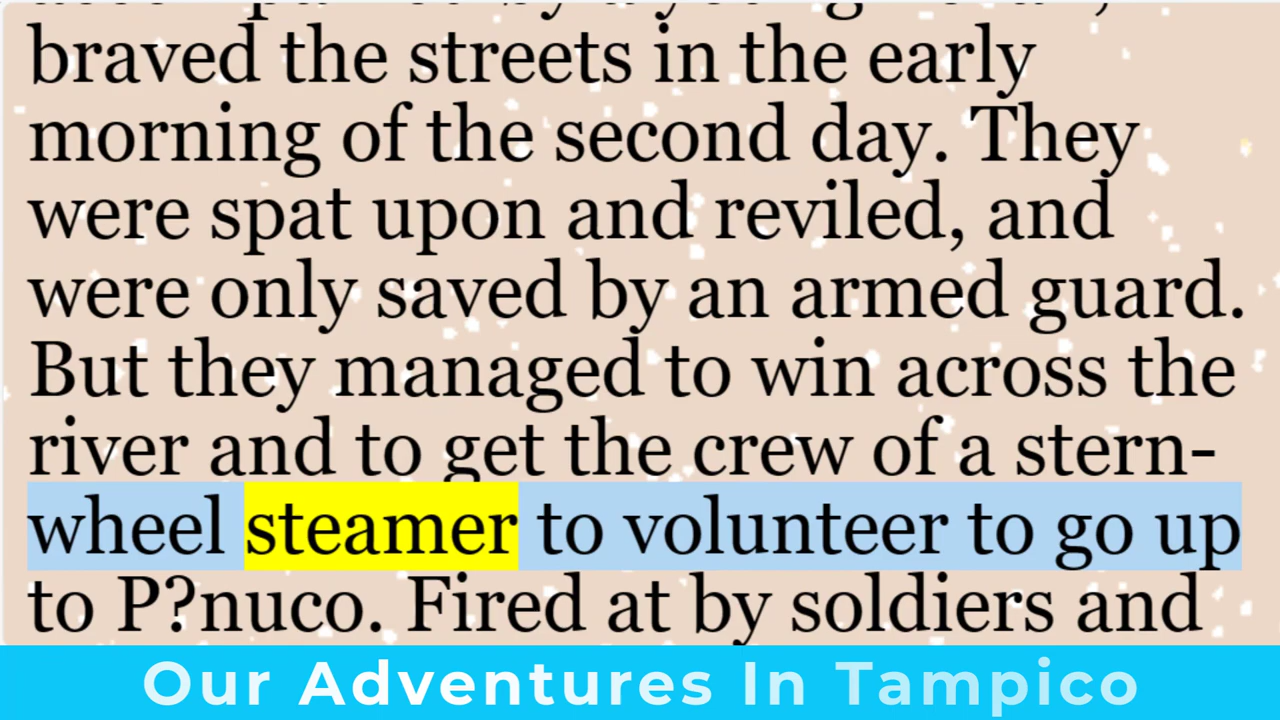 braved the streets in the early
morning of the second day. They
were spat upon and reviled, and
were only saved by an armed guard.
But they managed to win across the
river and to get the crew of a stern-
wheel steamer to volunteer to go up
to P?nuco. Fired at by soldiers and
Our Adventures In Tampico